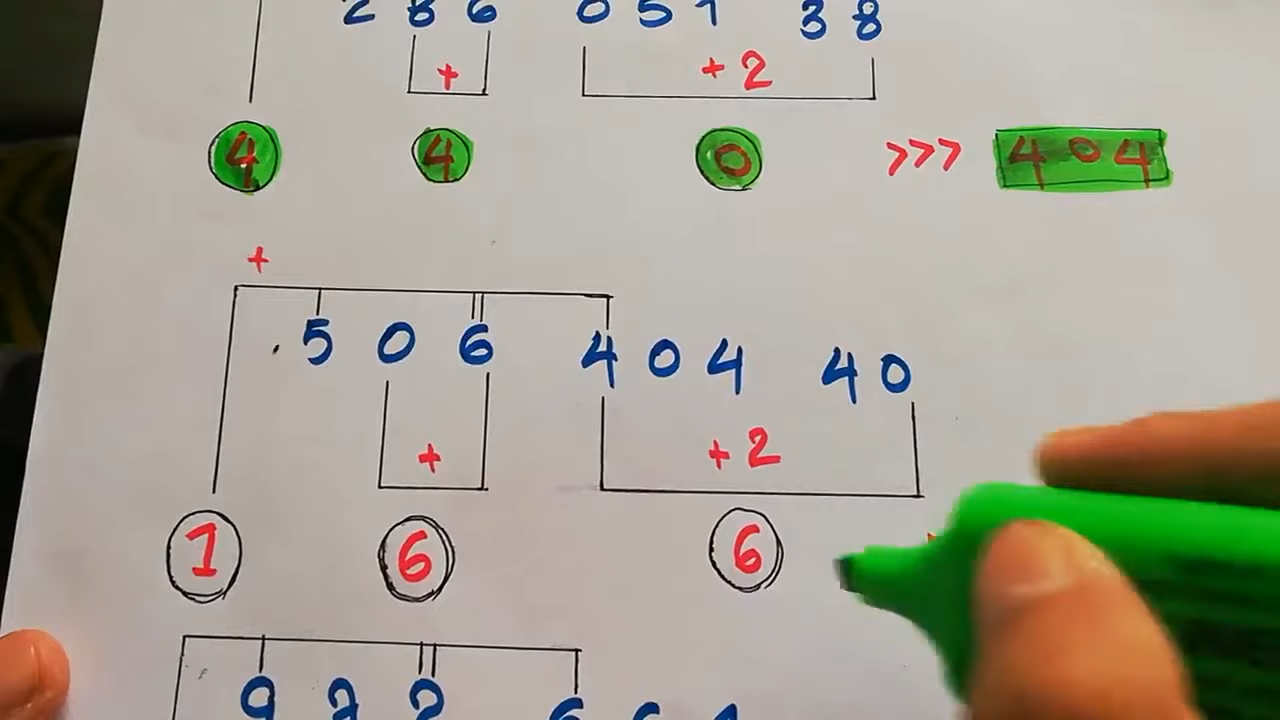 2 8 6 0 5 1 3 8
+ + 2
4 4 0 >>> 4 0 4
+
. 5 0 6 4 0 4 4 0
+ + 2
1 6 6